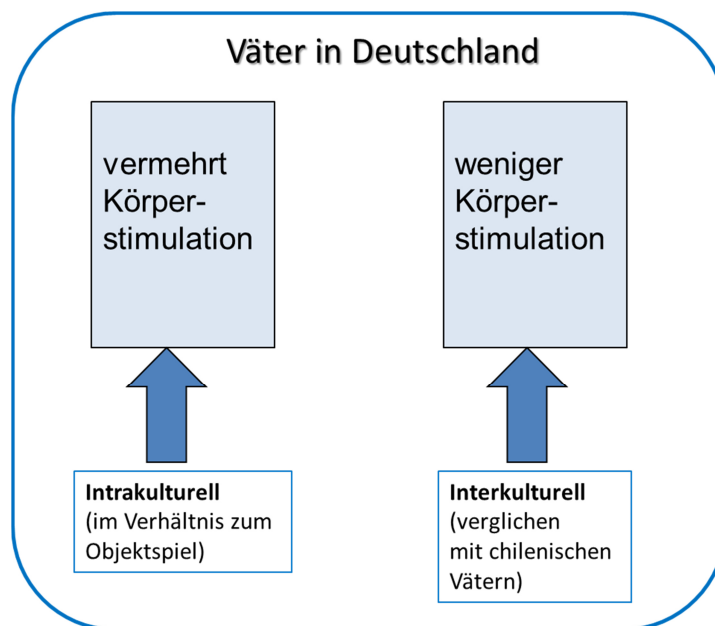 Väter in Deutschland
vermehrt
Körper-
stimulation
weniger
Körper-
stimulation
Intrakulturell
(im Verhältnis zum
Objektspiel)
Interkulturell
(verglichen
mit chilenischen
Vätern)